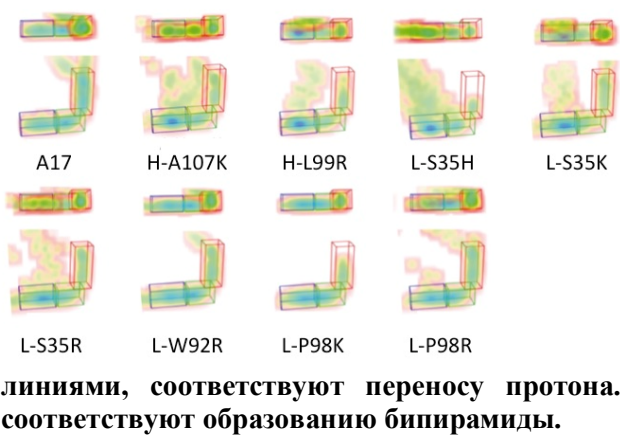 A17 H-A107K H-L99R L-S35H L-S35K
L-S35R L-W92R L-P98K L-P98R
линиями, соответствуют переносу протона.
соответствуют образованию бипирамиды.